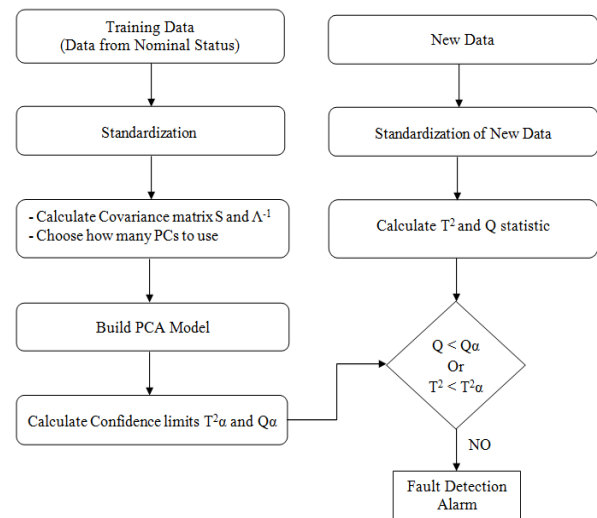 Training Data
(Data from Nominal Status)
Standardization
- Calculate Covariance matrix S and Λ⁻¹
- Choose how many PCs to use
Build PCA Model
Calculate Confidence limits T²α and Qα
New Data
Standardization of New Data
Calculate T² and Q statistic
Q < Qα
Or
T² < T²α
NO
Fault Detection
Alarm